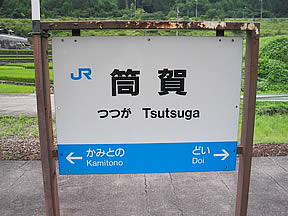 JR 筒賀
つつが Tsutsuga
← かみとの どい →
Kamitono Doi